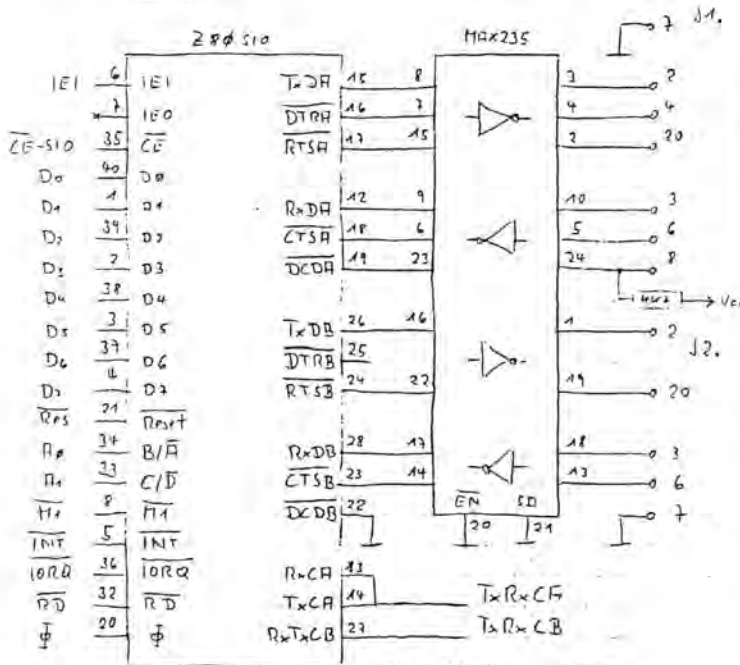 Z80 SIO MAX235 7 J1.
IEI 6 IEI TxDA 15 8 3 2
7 IEO DTRA 16 7 4 4
CE-SIO 35 CE RTSA 17 15 2 20
D0 40 D0
D1 1 D1 RxDA 12 9 10 3
D2 39 D2 CTSA 18 6 5 6
D3 2 D3 DCDA 19 23 24 8
D4 38 D4
D5 3 D5 TxDB 26 16 1 2
D6 37 D6 DTRB 25 J2.
D7 4 D7 RTSB 24 22 19 20
RES 21 Reset
A0 34 B/A RxDB 28 17 18 3
A1 33 C/D CTSB 23 14 13 6
M1 8 M1 DCDB 22 EN SD 7
INT 5 INT 20 21
IORQ 36 IORQ RxCA 13
RD 32 RD TxCA 14 TxRxCA
Φ 20 Φ RxTxCB 27 TxRxCB